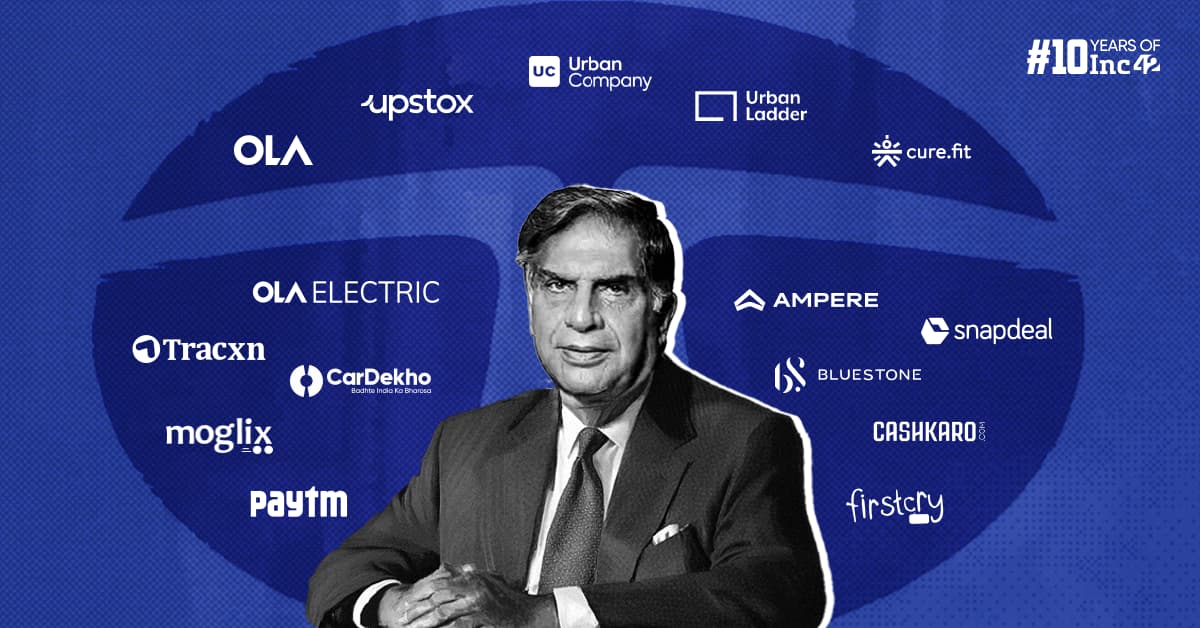 #10 YEARS OF
Inc42
UC Urban
Company
upstox
Urban
Ladder
OLA
cure.fit
OLA ELECTRIC
AMPERE
snapdeal
Tracxn
CarDekho
Badhte India Ka Bharosa
BLUESTONE
moglix
CASHKARO.COM
paytm
firstcry